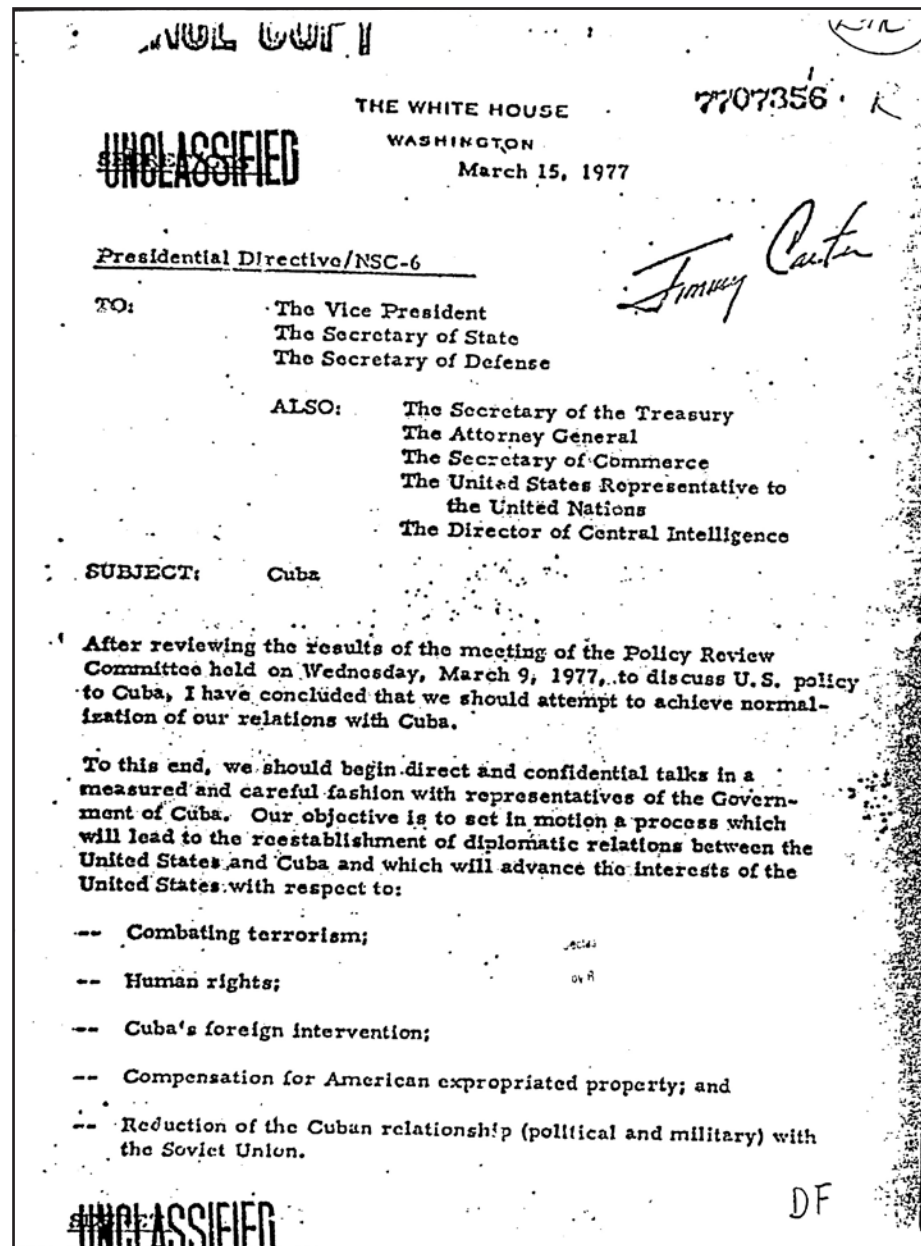 THE WHITE HOUSE
7707356 R
WASHINGTON
UNCLASSIFIED
March 15, 1977
Jimmy Carter
Presidential Directive/NSC-6
TO: The Vice President
The Secretary of State
The Secretary of Defense
ALSO: The Secretary of the Treasury
The Attorney General
The Secretary of Commerce
The United States Representative to
the United Nations
The Director of Central Intelligence
SUBJECT: Cuba
After reviewing the results of the meeting of the Policy Review
Committee held on Wednesday, March 9, 1977, to discuss U.S. policy
to Cuba, I have concluded that we should attempt to achieve normal-
ization of our relations with Cuba.
To this end, we should begin direct and confidential talks in a
measured and careful fashion with representatives of the Govern-
ment of Cuba. Our objective is to set in motion a process which
will lead to the reestablishment of diplomatic relations between the
United States and Cuba and which will advance the interests of the
United States with respect to:
-- Combating terrorism;
-- Human rights;
-- Cuba's foreign intervention;
-- Compensation for American expropriated property; and
-- Reduction of the Cuban relationship (political and military) with
the Soviet Union.
DF
UNCLASSIFIED